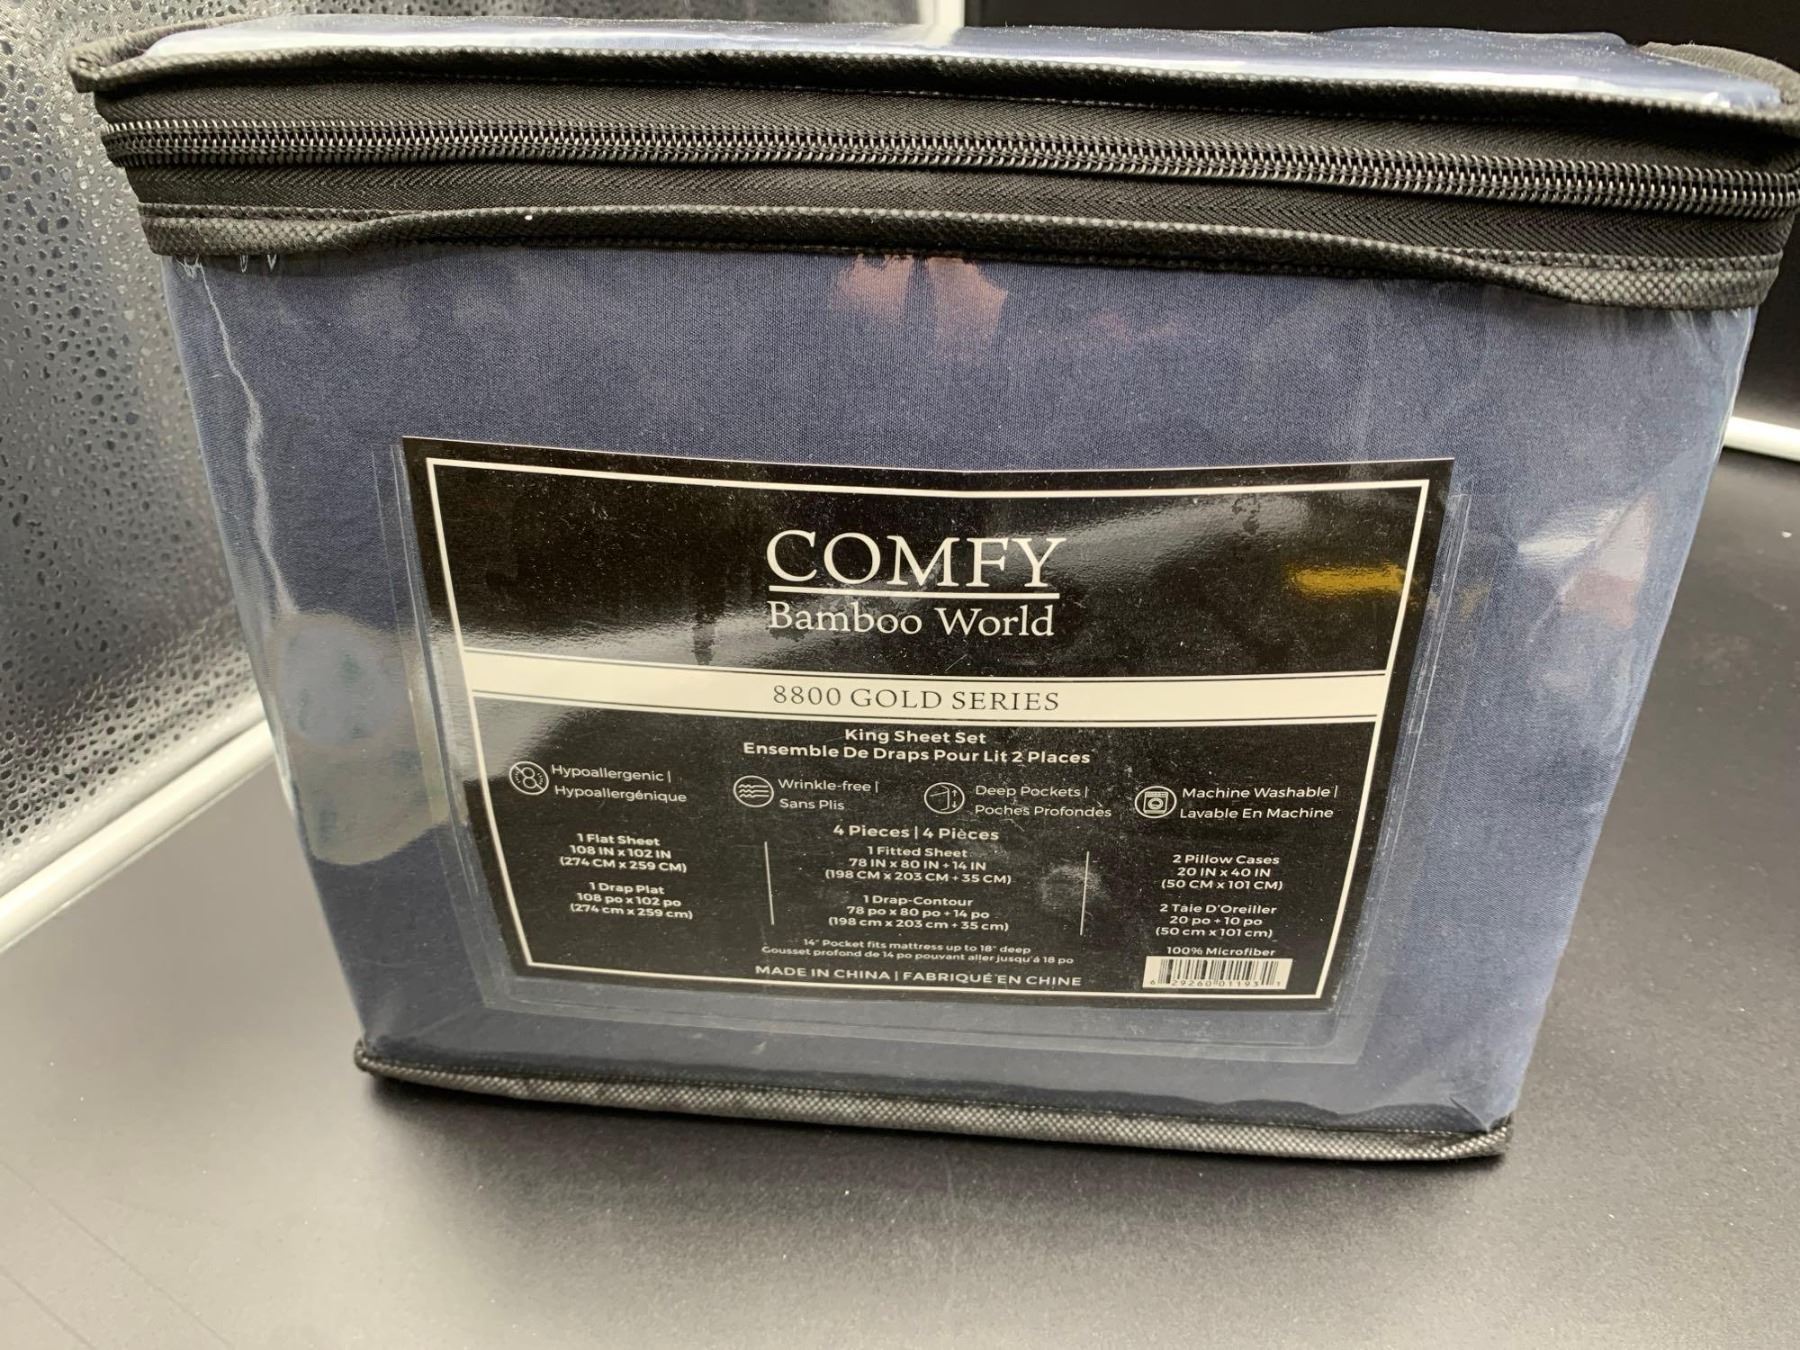 COMFY
Bamboo World
8800 GOLD SERIES
King Sheet Set
Ensemble De Draps Pour Lit 2 Places
Hypoallergenic |
Hypoallergénique
Wrinkle-free |
Sans Plis
Deep Pockets |
Poches Profondes
Machine Washable |
Lavable En Machine
4 Pieces | 4 Pièces
1 Flat Sheet
108 IN x 102 IN
(274 CM x 259 CM)
1 Drap Plat
108 po x 102 po
(274 cm x 259 cm)
1 Fitted Sheet
78 IN x 80 IN + 14 IN
(198 CM x 203 CM + 35 CM)
1 Drap-Contour
78 po x 80 po + 14 po
(198 cm x 203 cm + 35 cm)
2 Pillow Cases
20 IN x 40 IN
(50 CM x 101 CM)
2 Taie D'Oreiller
20 po + 10 po
(50 cm x 101 cm)
14" Pocket fits mattress up to 18" deep
Gousset profond de 14 po pouvant aller jusqu'à 18 po
MADE IN CHINA | FABRIQUÉ EN CHINE
100% Microfiber
6 29260 01193 1